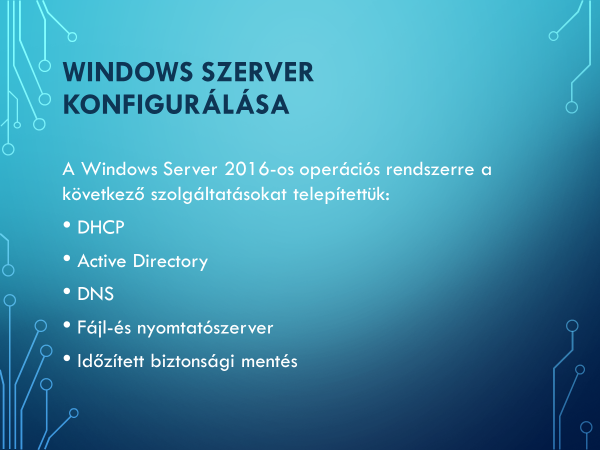 WINDOWS SZERVER
KONFIGURÁLÁSA
A Windows Server 2016-os operációs rendszerre a
következő szolgáltatásokat telepítettük:
• DHCP
• Active Directory
• DNS
• Fájl-és nyomtatószerver
• Időzített biztonsági mentés